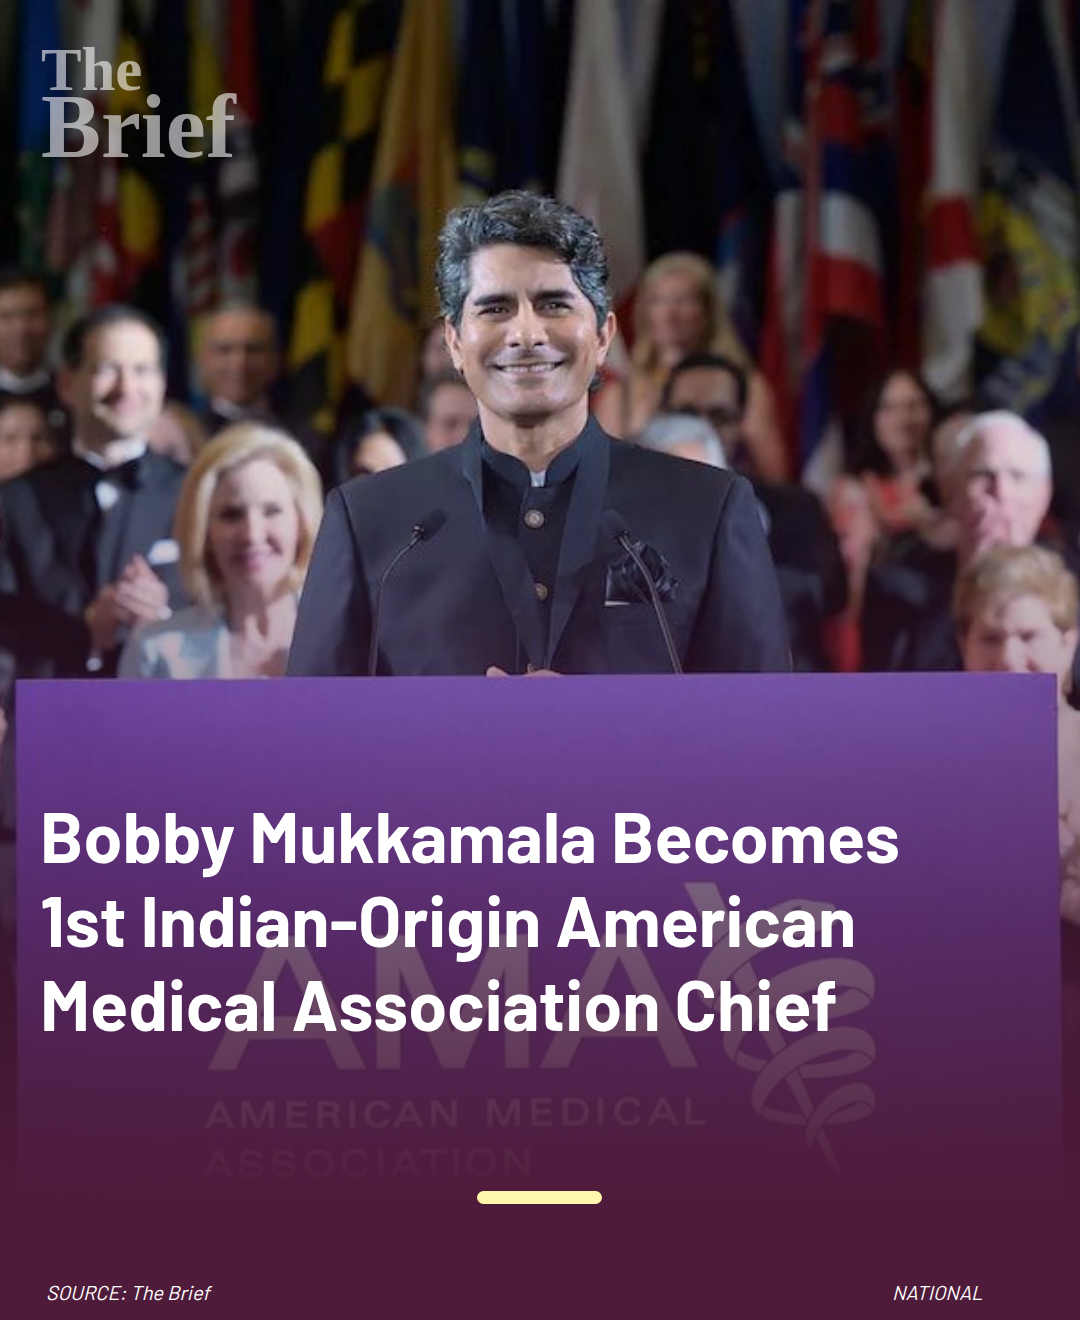 The
Brief
Bobby Mukkamala Becomes
1st Indian-Origin American
Medical Association Chief
AMA
AMERICAN MEDICAL
ASSOCIATION
SOURCE: The Brief
NATIONAL